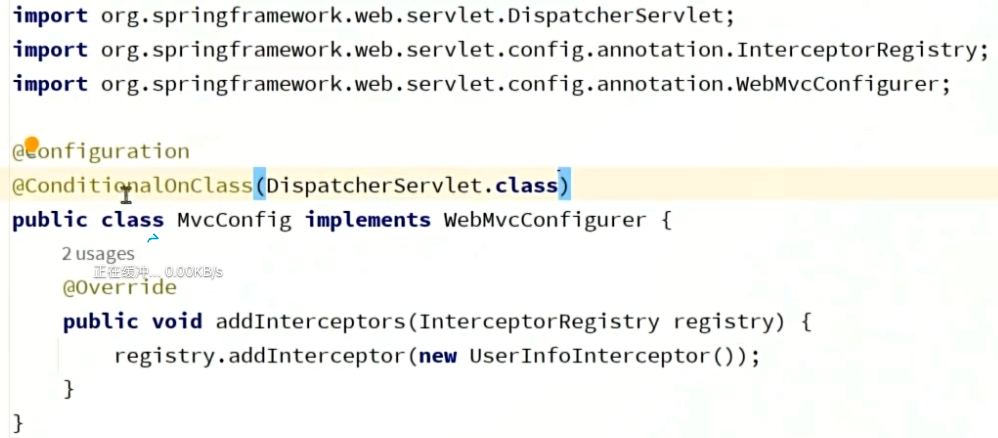 import org.springframework.web.servlet.DispatcherServlet;
import org.springframework.web.servlet.config.annotation.InterceptorRegistry;
import org.springframework.web.servlet.config.annotation.WebMvcConfigurer;
@Configuration
@ConditionalOnClass(DispatcherServlet.class)
public class MvcConfig implements WebMvcConfigurer {
2 usages
正在缓冲... 0.00KB/s
@Override
public void addInterceptors(InterceptorRegistry registry) {
registry.addInterceptor(new UserInfoInterceptor());
}
}